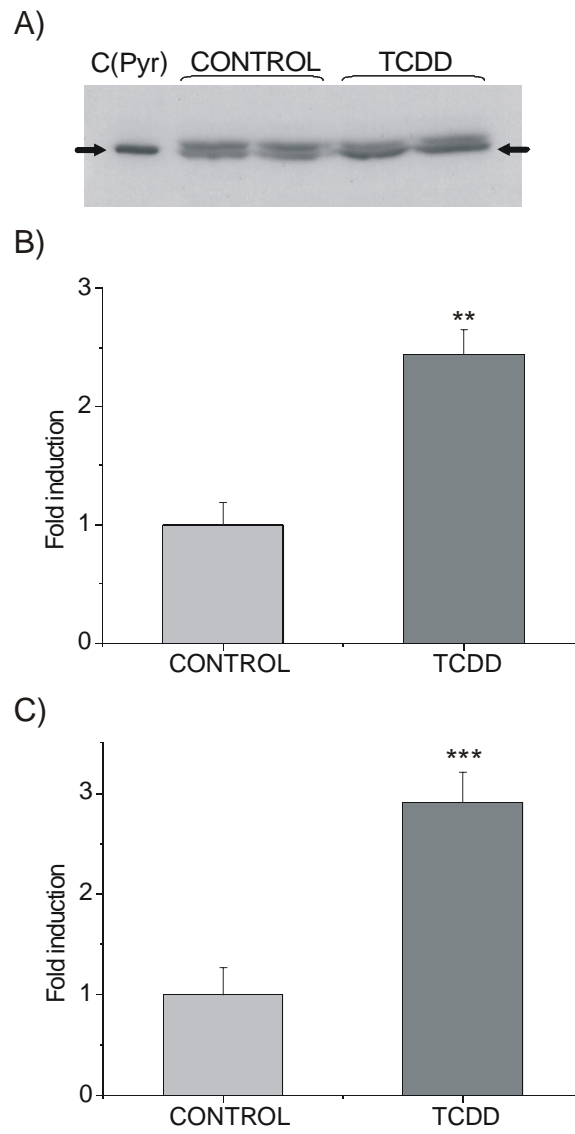 A)
C(Pyr) CONTROL TCDD
B)
3
**
2
1
0
Fold induction
CONTROL TCDD
C)
***
3
2
1
0
Fold induction
CONTROL TCDD